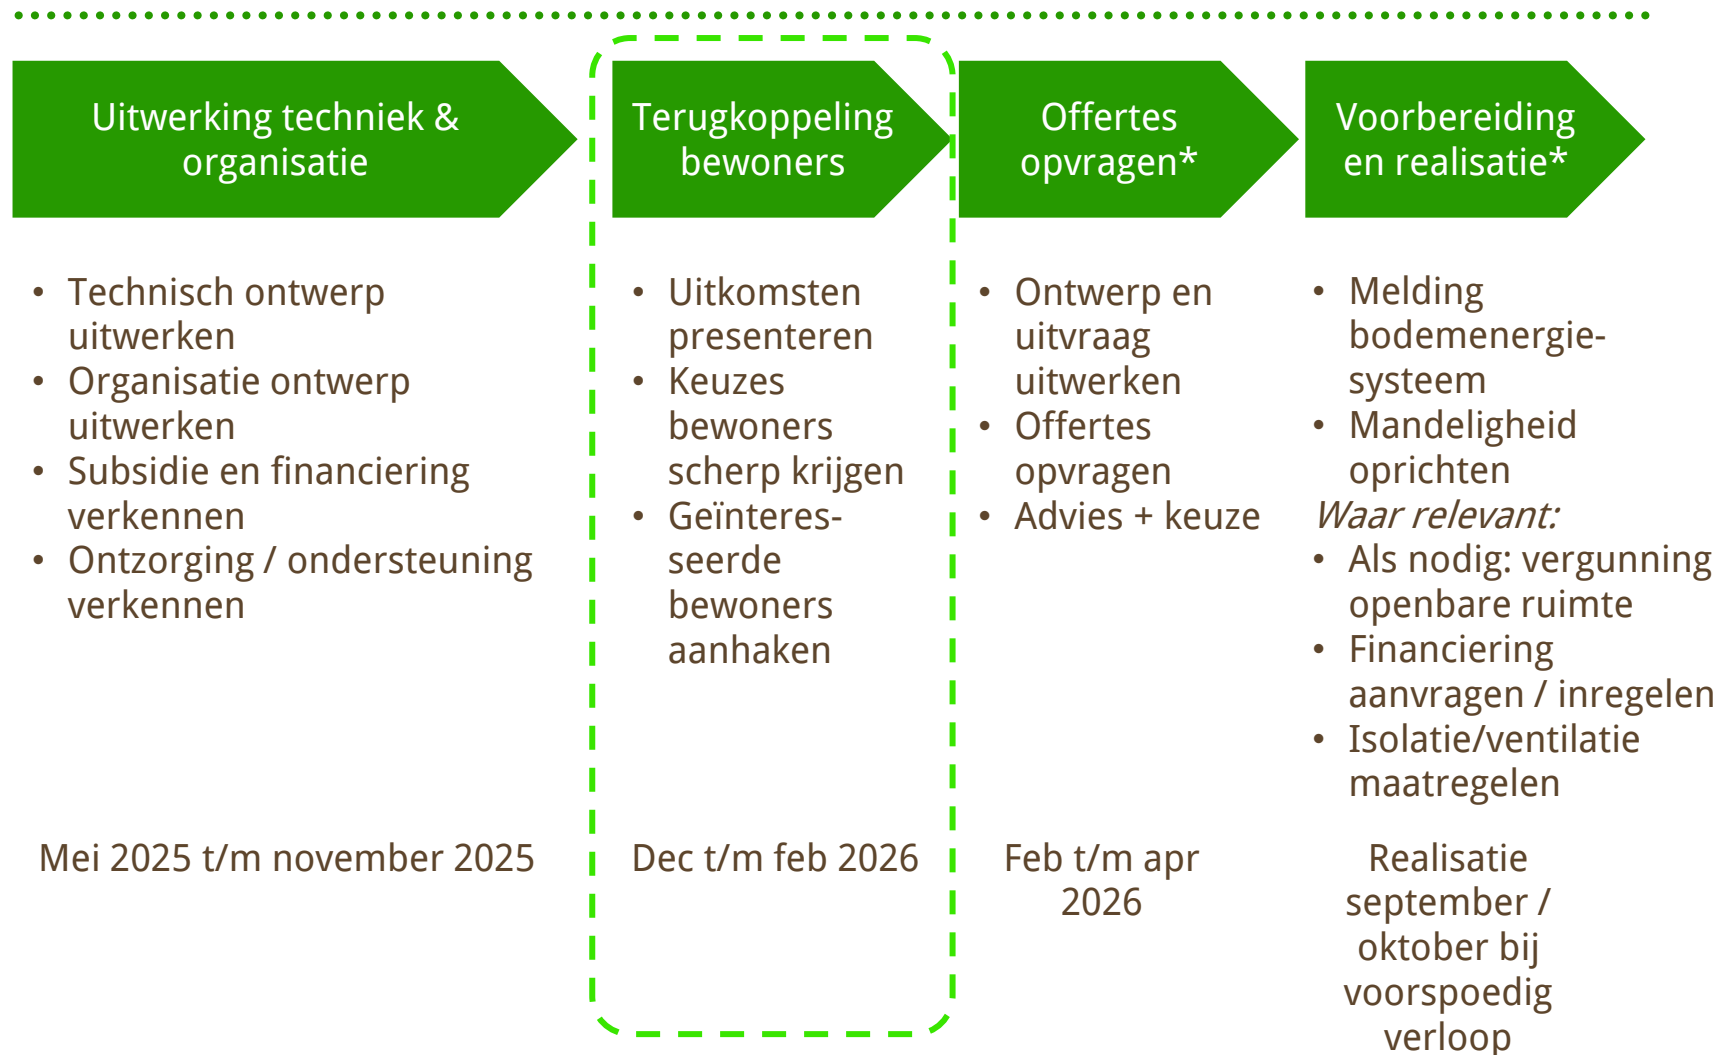 Uitwerking techniek &
organisatie
• Technisch ontwerp
uitwerken
• Organisatie ontwerp
uitwerken
• Subsidie en financiering
verkennen
• Ontzorging / ondersteuning
verkennen
Mei 2025 t/m november 2025
Terugkoppeling
bewoners
• Uitkomsten
presenteren
• Keuzes
bewoners
scherp krijgen
• Geïnteres-
seerde
bewoners
aanhaken
Dec t/m feb 2026
Offertes
opvragen*
• Ontwerp en
uitvraag
uitwerken
• Offertes
opvragen
• Advies + keuze
Feb t/m apr
2026
Voorbereiding
en realisatie*
• Melding
bodemenergie-
systeem
• Mandeligheid
oprichten
Waar relevant:
• Als nodig: vergunning
openbare ruimte
• Financiering
aanvragen / inregelen
• Isolatie/ventilatie
maatregelen
Realisatie
september /
oktober bij
voorspoedig
verloop